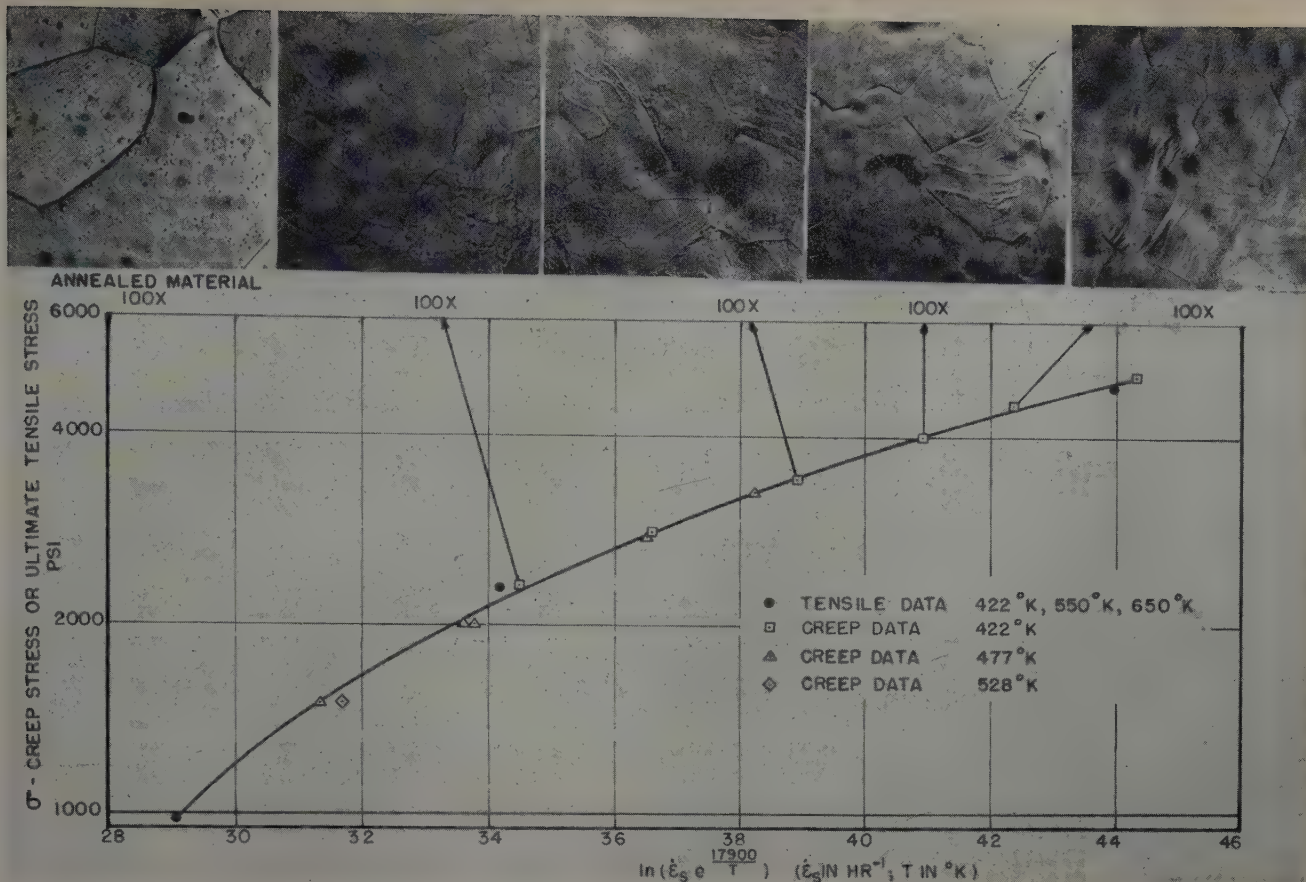 ANNEALED MATERIAL
100X 100X 100X 100X 100X
σ - CREEP STRESS OR ULTIMATE TENSILE STRESS
PSI
6000
4000
2000
1000
● TENSILE DATA 422°K, 550°K, 650°K
⊡ CREEP DATA 422°K
△ CREEP DATA 477°K
◇ CREEP DATA 528°K
28 30 32 34 36 38 40 42 44 46
ln (ε̇s e^17900/T) (ε̇s IN HR⁻¹; T IN °K)